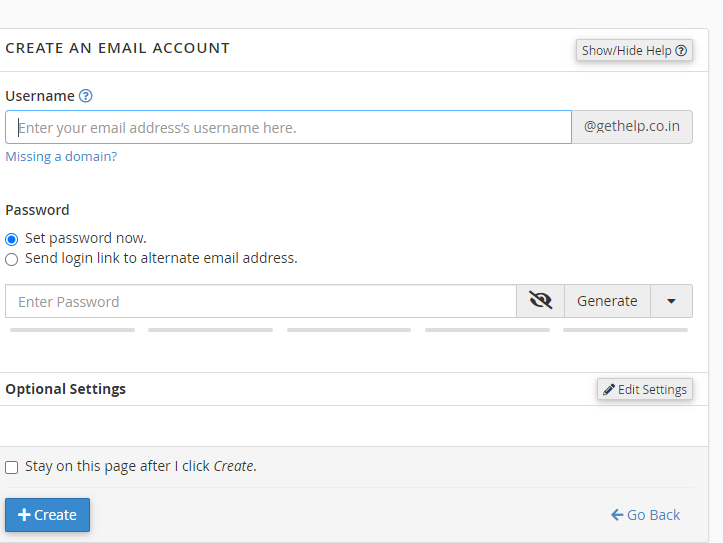 CREATE AN EMAIL ACCOUNT
Show/Hide Help
Username
Enter your email address's username here.
@gethelp.co.in
Missing a domain?
Password
Set password now.
Send login link to alternate email address.
Enter Password
Generate
Optional Settings
Edit Settings
Stay on this page after I click Create.
+ Create
Go Back